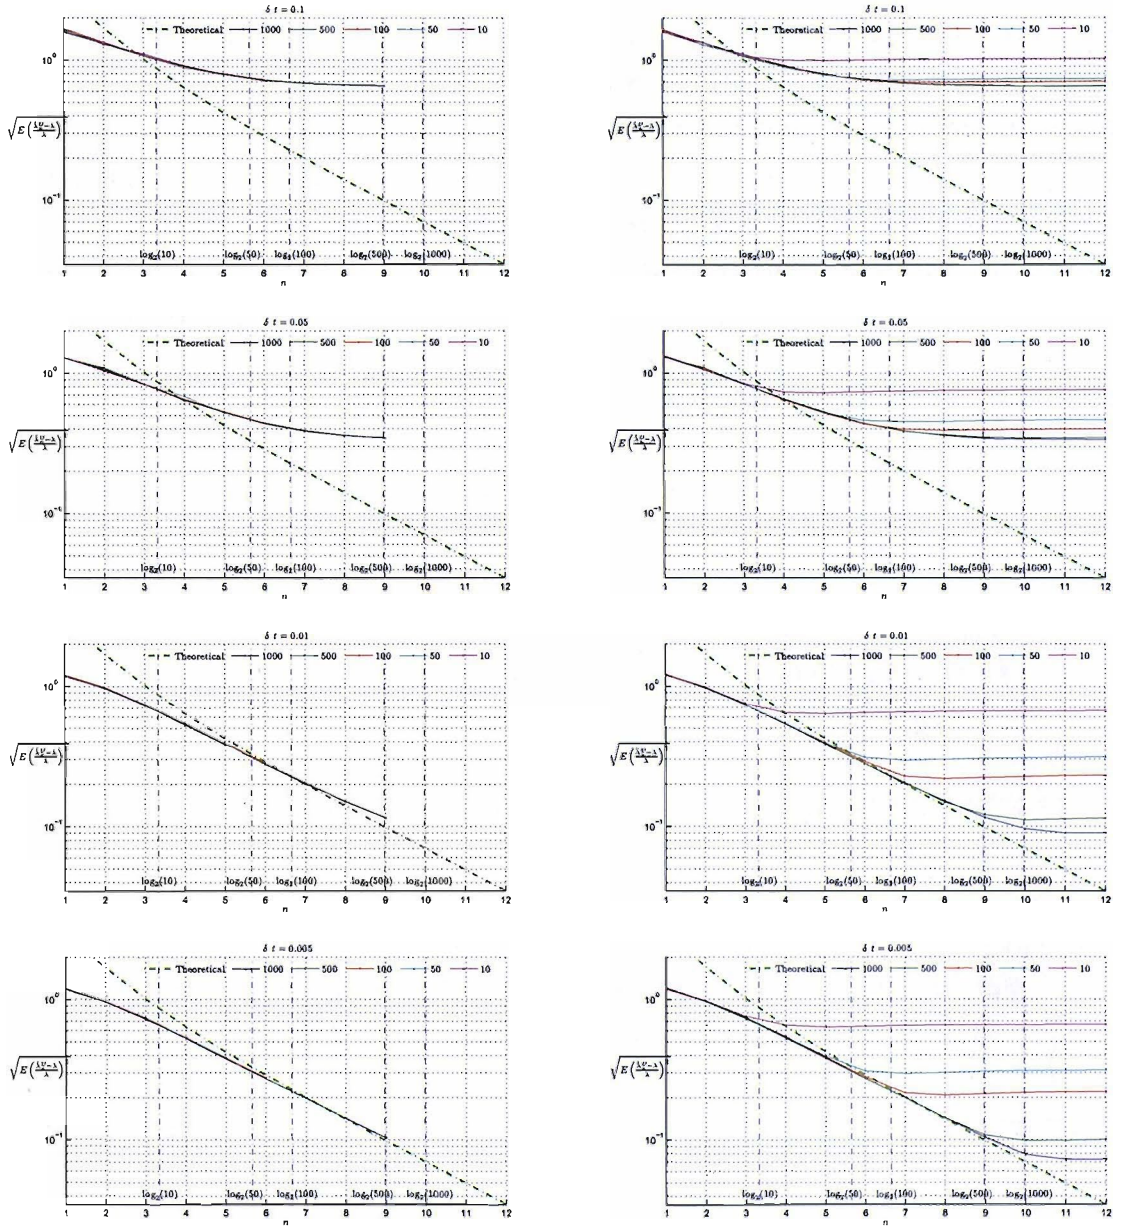 δ t = 0.1
Theoretical 1000 500 100 50 10
10⁰
10⁻¹
log₂(10) log₂(50) log₂(100) log₂(500) log₂(1000)
1 2 3 4 5 6 7 8 9 10 11 12
n
δ t = 0.1
Theoretical 1000 500 100 50 10
10⁰
10⁻¹
log₂(10) log₂(50) log₂(100) log₂(500) log₂(1000)
1 2 3 4 5 6 7 8 9 10 11 12
n
δ t = 0.05
Theoretical 1000 500 100 50 10
10⁰
10⁻¹
log₂(10) log₂(50) log₂(100) log₂(500) log₂(1000)
1 2 3 4 5 6 7 8 9 10 11 12
n
δ t = 0.05
Theoretical 1000 500 100 50 10
10⁰
10⁻¹
log₂(10) log₂(50) log₂(100) log₂(500) log₂(1000)
1 2 3 4 5 6 7 8 9 10 11 12
n
δ t = 0.01
Theoretical 1000 500 100 50 10
10⁰
10⁻¹
log₂(10) log₂(50) log₂(100) log₂(500) log₂(1000)
1 2 3 4 5 6 7 8 9 10 11 12
n
δ t = 0.01
Theoretical 1000 500 100 50 10
10⁰
10⁻¹
log₂(10) log₂(50) log₂(100) log₂(500) log₂(1000)
1 2 3 4 5 6 7 8 9 10 11 12
n
δ t = 0.005
Theoretical 1000 500 100 50 10
10⁰
10⁻¹
log₂(10) log₂(50) log₂(100) log₂(500) log₂(1000)
1 2 3 4 5 6 7 8 9 10 11 12
n
δ t = 0.005
Theoretical 1000 500 100 50 10
10⁰
10⁻¹
log₂(10) log₂(50) log₂(100) log₂(500) log₂(1000)
1 2 3 4 5 6 7 8 9 10 11 12
n